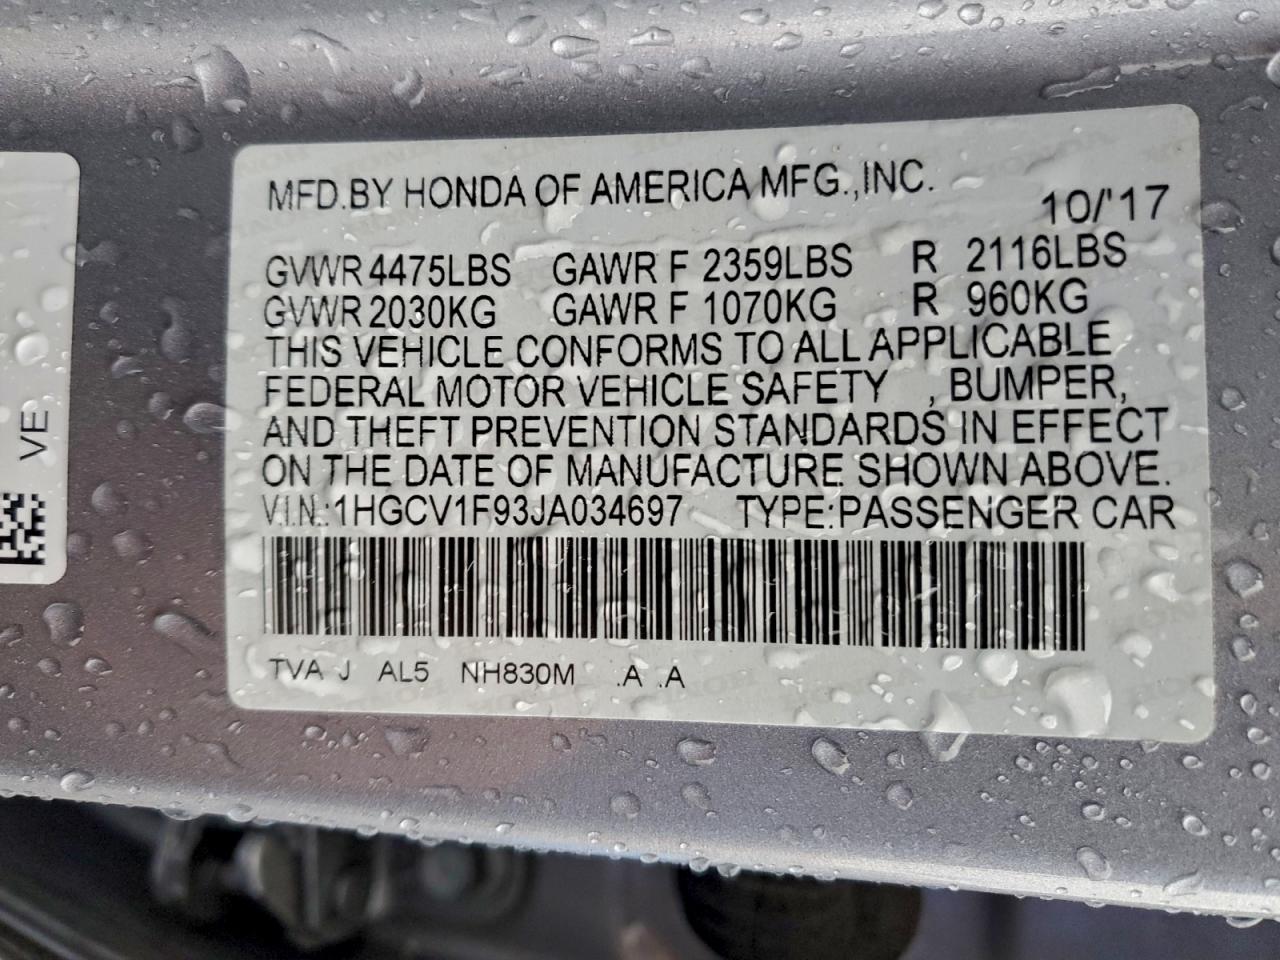 MFD.BY HONDA OF AMERICA MFG.,INC.
10/'17
GVWR 4475LBS GAWR F 2359LBS R 2116LBS
GVWR 2030KG GAWR F 1070KG R 960KG
THIS VEHICLE CONFORMS TO ALL APPLICABLE
FEDERAL MOTOR VEHICLE SAFETY , BUMPER,
AND THEFT PREVENTION STANDARDS IN EFFECT
ON THE DATE OF MANUFACTURE SHOWN ABOVE.
V.I.N.:1HGCV1F93JA034697 TYPE:PASSENGER CAR
TVA J AL5 NH830M .A .A
VE